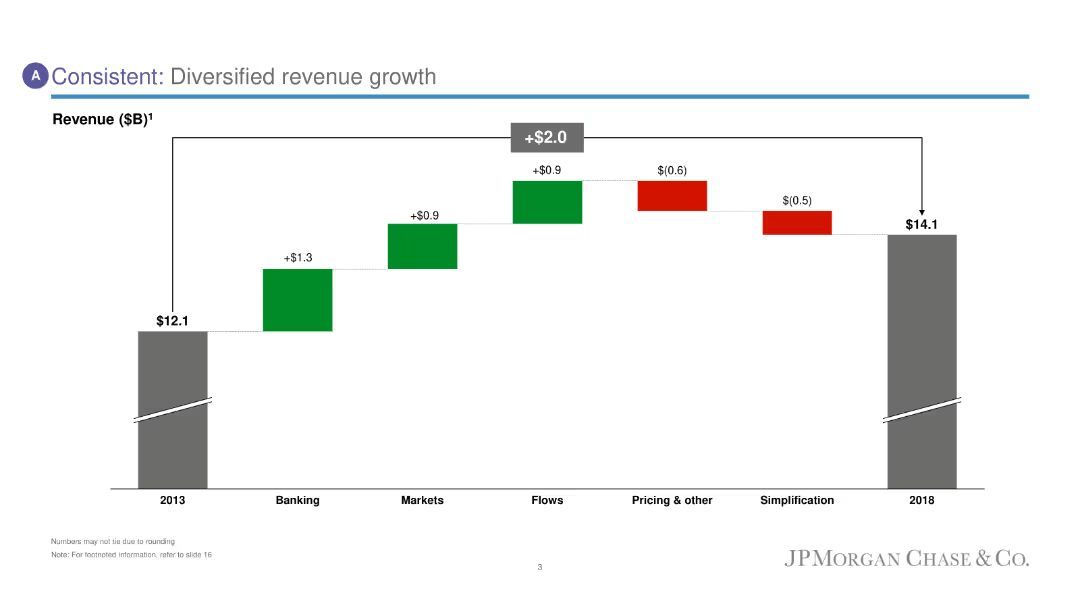 A Consistent: Diversified revenue growth
Revenue ($B)¹
+$2.0
+$0.9
$(0.6)
$(0.5)
+$0.9
$14.1
+$1.3
$12.1
2013 Banking Markets Flows Pricing & other Simplification 2018
Numbers may not tie due to rounding
Note: For footnoted information, refer to slide 16
3
JPMORGAN CHASE & CO.